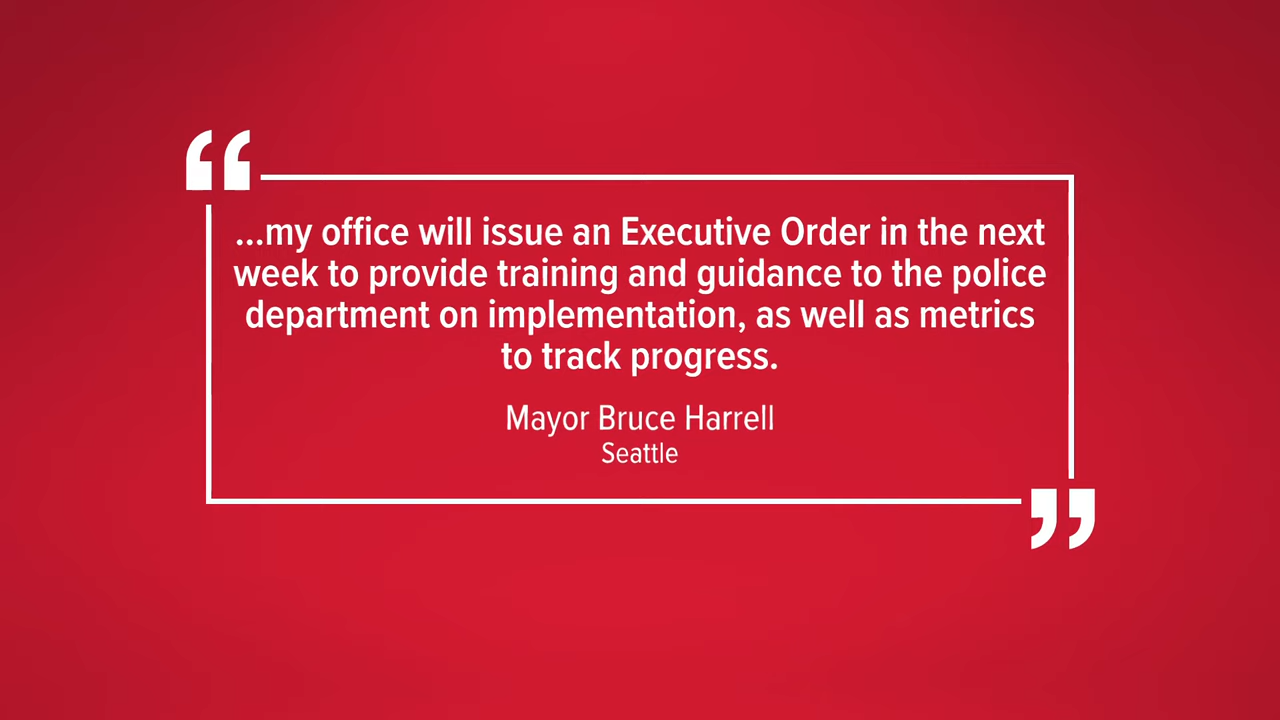 “
...my office will issue an Executive Order in the next
week to provide training and guidance to the police
department on implementation, as well as metrics
to track progress.
Mayor Bruce Harrell
Seattle
”